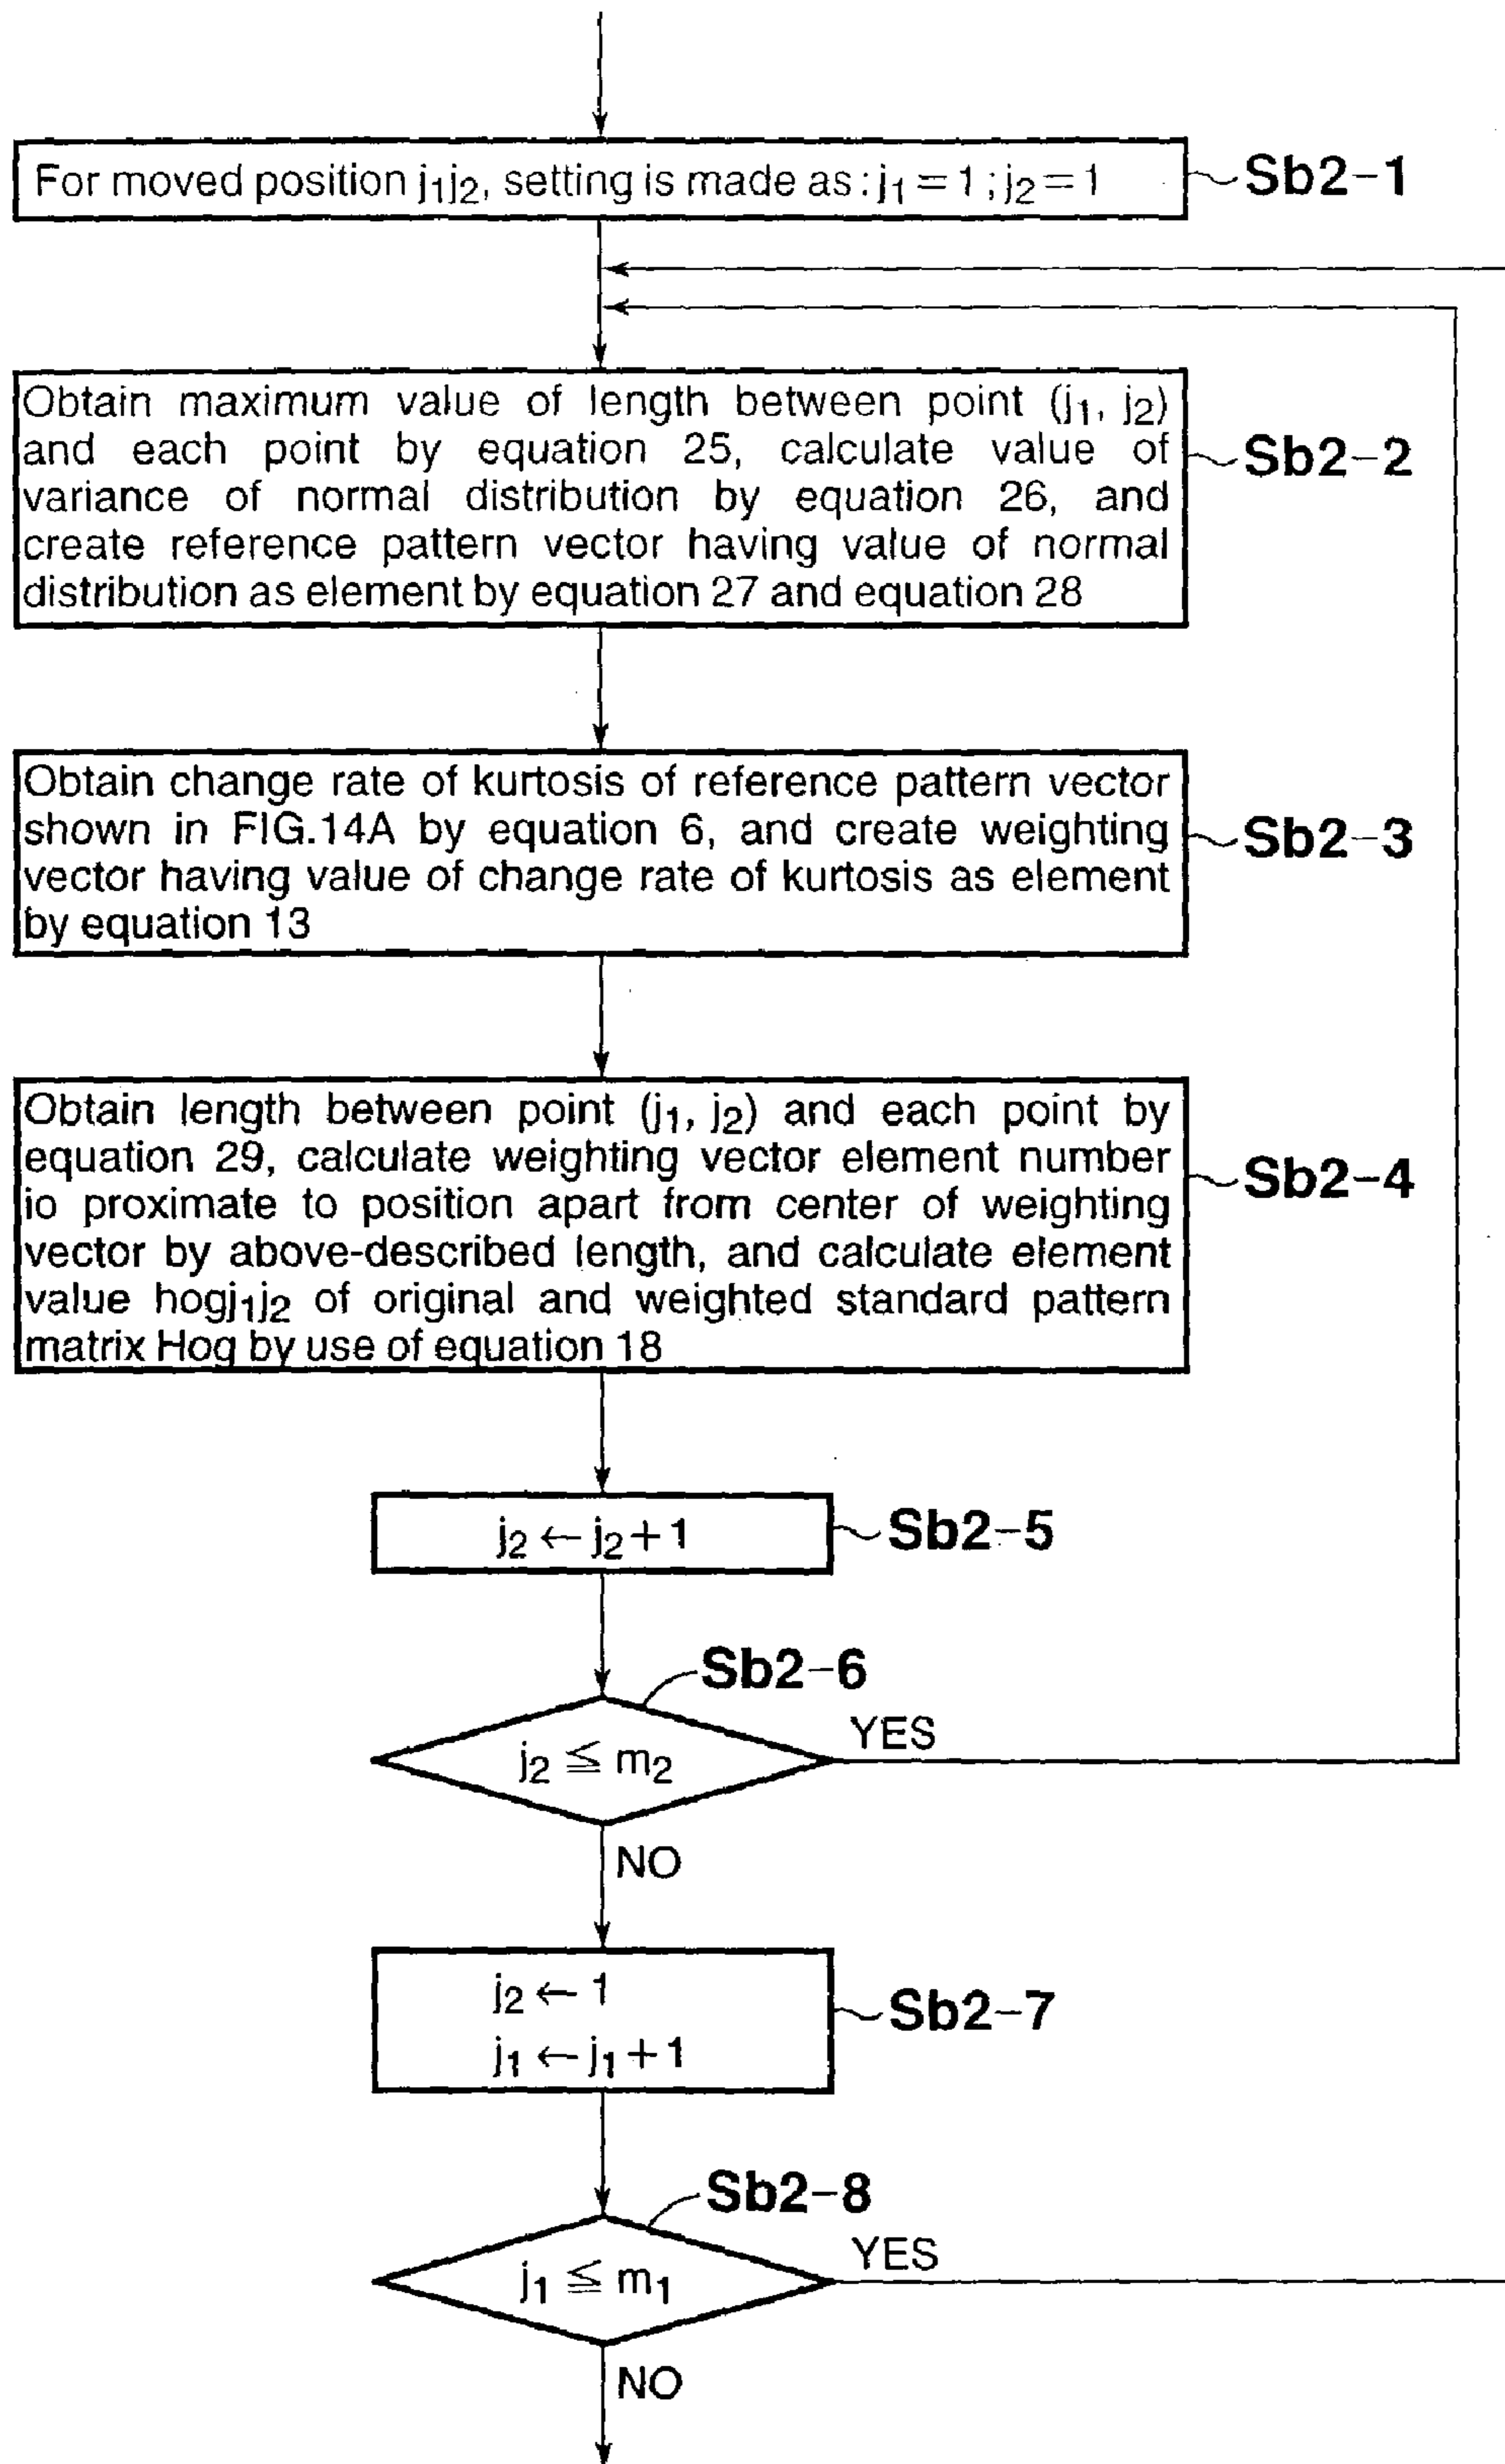 For moved position j₁j₂, setting is made as : j₁ = 1 ; j₂ = 1
Sb2-1
Obtain maximum value of length between point (j₁, j₂)
and each point by equation 25, calculate value of
variance of normal distribution by equation 26, and
create reference pattern vector having value of normal
distribution as element by equation 27 and equation 28
Sb2-2
Obtain change rate of kurtosis of reference pattern vector
shown in FIG.14A by equation 6, and create weighting
vector having value of change rate of kurtosis as element
by equation 13
Sb2-3
Obtain length between point (j₁, j₂) and each point by
equation 29, calculate weighting vector element number
io proximate to position apart from center of weighting
vector by above-described length, and calculate element
value hogj₁j₂ of original and weighted standard pattern
matrix Hog by use of equation 18
Sb2-4
j₂ ← j₂ + 1
Sb2-5
Sb2-6
j₂ ≦ m₂
YES
NO
j₂ ← 1
j₁ ← j₁ + 1
Sb2-7
Sb2-8
j₁ ≦ m₁
YES
NO